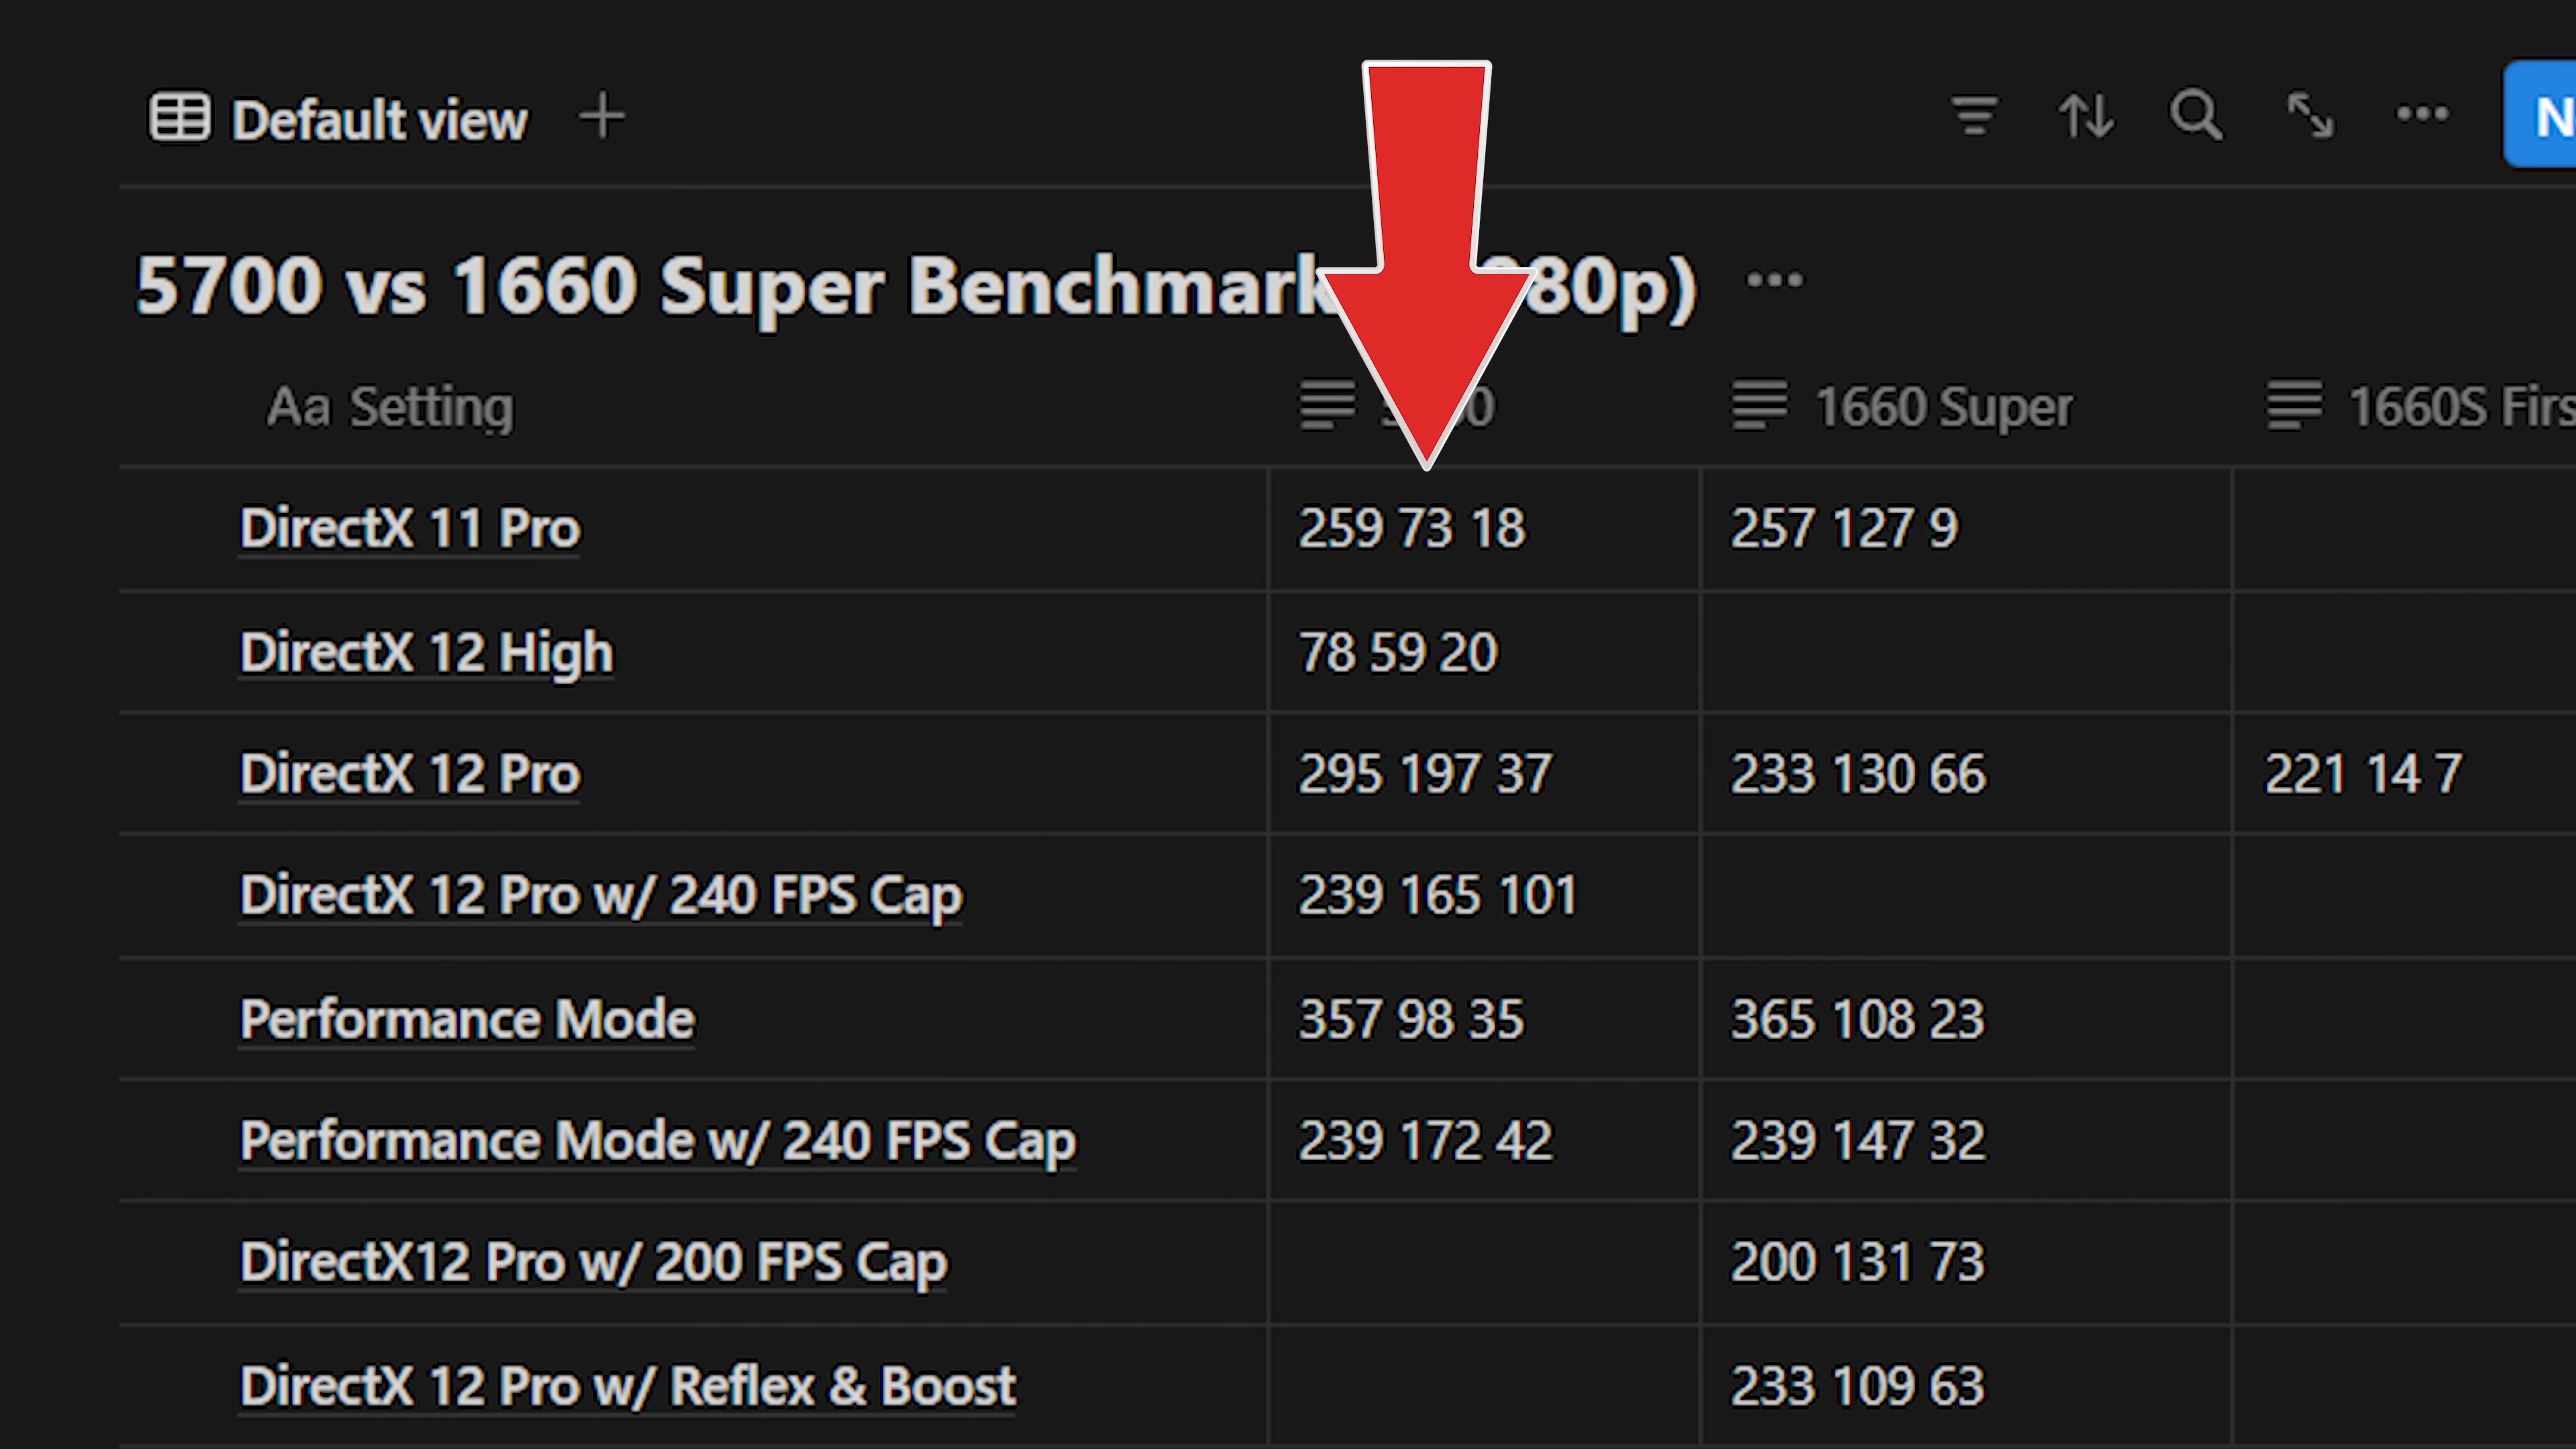 Default view
N
5700 vs 1660 Super Benchmark 80p)
Aa Setting 1660 Super 1660S Firs
DirectX 11 Pro 259 73 18 257 127 9
DirectX 12 High 78 59 20
DirectX 12 Pro 295 197 37 233 130 66 221 14 7
DirectX 12 Pro w/ 240 FPS Cap 239 165 101
Performance Mode 357 98 35 365 108 23
Performance Mode w/ 240 FPS Cap 239 172 42 239 147 32
DirectX12 Pro w/ 200 FPS Cap 200 131 73
DirectX 12 Pro w/ Reflex & Boost 233 109 63